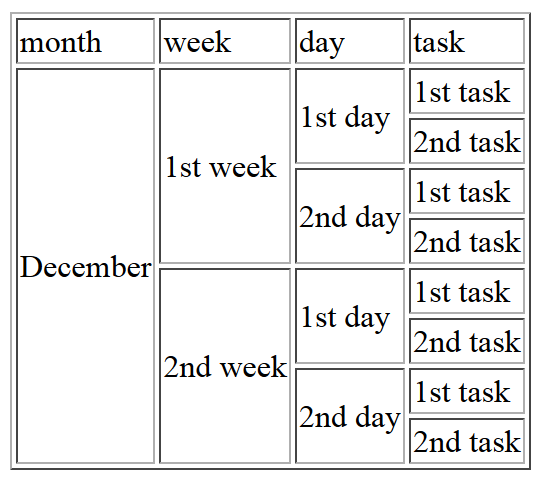 month week day task
December 1st week 1st day 1st task
2nd task
2nd day 1st task
2nd task
2nd week 1st day 1st task
2nd task
2nd day 1st task
2nd task